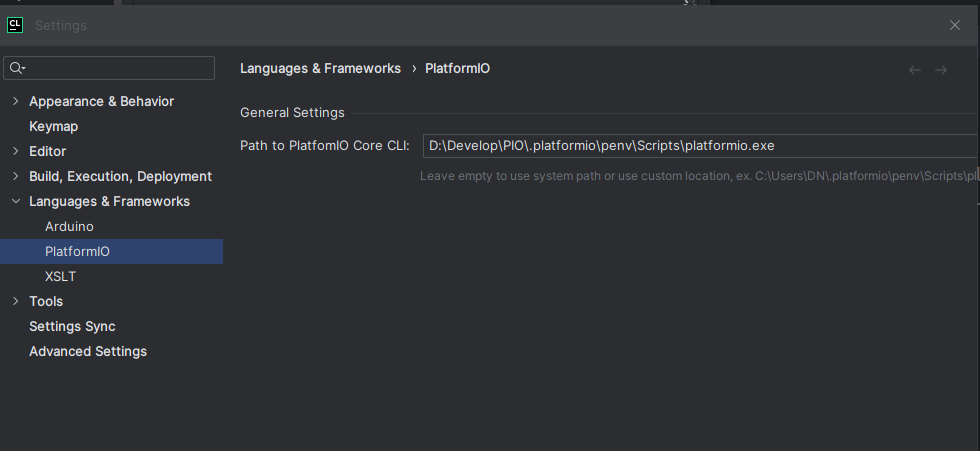 CL
Settings
Languages & Frameworks › PlatformIO
Appearance & Behavior
Keymap
Editor
Build, Execution, Deployment
Languages & Frameworks
Arduino
PlatformIO
XSLT
Tools
Settings Sync
Advanced Settings
General Settings
Path to PlatfomIO Core CLI: D:\Develop\PIO\.platformio\penv\Scripts\platformio.exe
Leave empty to use system path or use custom location, ex. C:\Users\DN\.platformio\penv\Scripts\pl